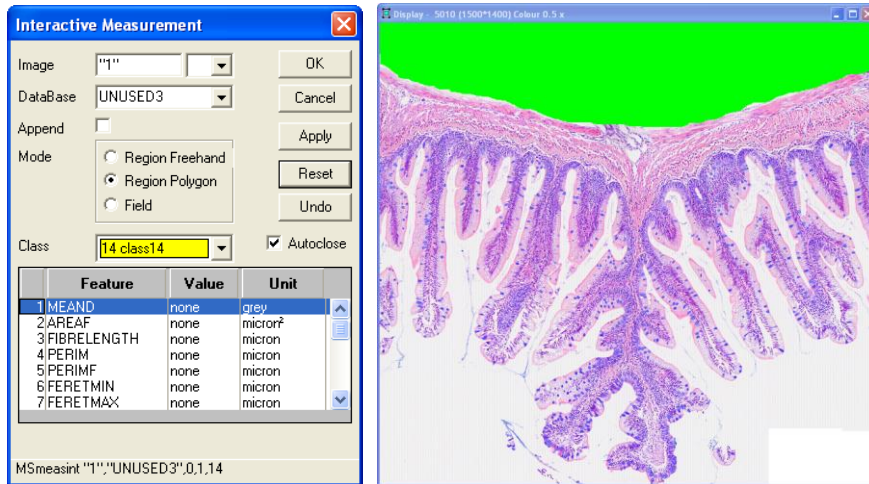 Interactive Measurement
Image "1" OK
DataBase UNUSED3 Cancel
Append Apply
Mode Region Freehand
Region Polygon Reset
Field Undo
Class 14 class14 Autoclose
Feature Value Unit
1 MEAND none grey
2 AREAF none micron²
3 FIBRELENGTH none micron
4 PERIM none micron
5 PERIMF none micron
6 FERETMIN none micron
7 FERETMAX none micron
MSmeasint "1","UNUSED3",0,1,14
Display - 5010 (1500*1400) Colour 0.5 x